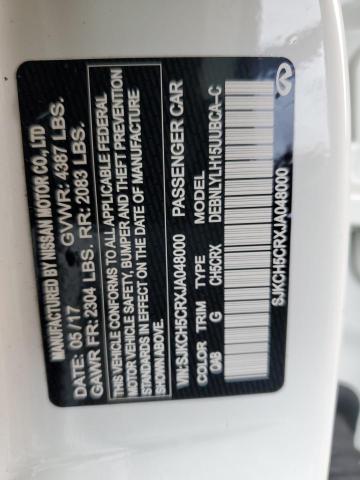 MANUFACTURED BY NISSAN MOTOR CO., LTD
DATE: 05/17 GVWR: 4387 LBS.
GAWR FR: 2304 LBS. RR: 2083 LBS.
THIS VEHICLE CONFORMS TO ALL APPLICABLE FEDERAL
MOTOR VEHICLE SAFETY, BUMPER AND THEFT PREVENTION
STANDARDS IN EFFECT ON THE DATE OF MANUFACTURE
SHOWN ABOVE.
VIN: SJKCH5CRXJA048000 PASSENGER CAR
COLOR TRIM TYPE MODEL
QAB G CH5CRX DEBNLYLH15UUBCA-C
SJKCH5CRXJA048000